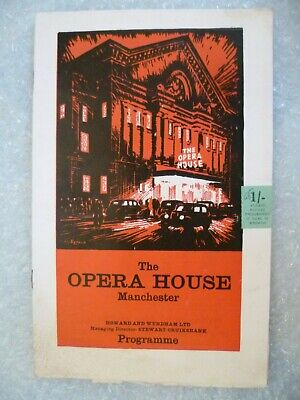 THE
OPERA
HOUSE
1/-
The
OPERA HOUSE
Manchester
HOWARD AND WYNDHAM LTD
Managing Director: STEWART CRUIKSHANK
Programme